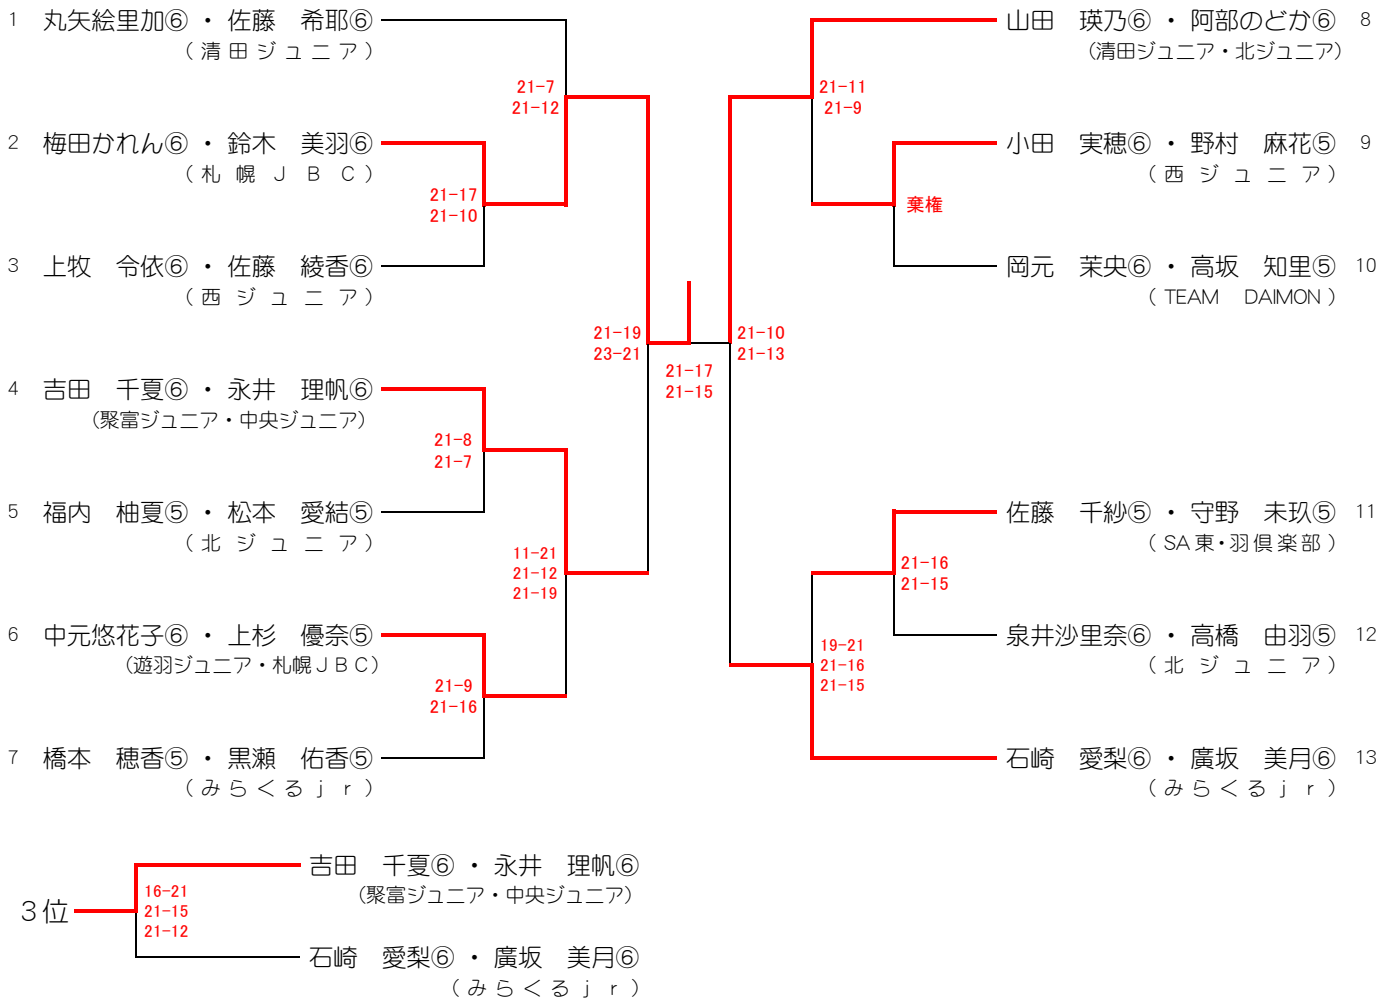 1 丸矢絵里加⑥ ・ 佐藤 希耶⑥
(清田ジュニア)
21-7
21-12
2 梅田かれん⑥ ・ 鈴木 美羽⑥
(札幌JBC)
21-17
21-10
3 上牧 令依⑥ ・ 佐藤 綾香⑥
(西ジュニア)
21-19
23-21
4 吉田 千夏⑥ ・ 永井 理帆⑥
(聚富ジュニア・中央ジュニア)
21-8
21-7
5 福内 柚夏⑤ ・ 松本 愛結⑤
(北ジュニア)
11-21
21-12
21-19
6 中元悠花子⑥ ・ 上杉 優奈⑤
(遊羽ジュニア・札幌JBC)
21-9
21-16
7 橋本 穂香⑤ ・ 黒瀬 佑香⑤
(みらくるjr)
21-17
21-15
山田 瑛乃⑥ ・ 阿部のどか⑥ 8
(清田ジュニア・北ジュニア)
21-11
21-9
小田 実穂⑥ ・ 野村 麻花⑤ 9
(西ジュニア)
棄権
岡元 茉央⑥ ・ 高坂 知里⑤ 10
(TEAM DAIMON)
21-10
21-13
佐藤 千紗⑤ ・ 守野 未玖⑤ 11
(SA東・羽倶楽部)
21-16
21-15
泉井沙里奈⑥ ・ 高橋 由羽⑤ 12
(北ジュニア)
19-21
21-16
21-15
石崎 愛梨⑥ ・ 廣坂 美月⑥ 13
(みらくるjr)
吉田 千夏⑥ ・ 永井 理帆⑥
(聚富ジュニア・中央ジュニア)
3位
16-21
21-15
21-12
石崎 愛梨⑥ ・ 廣坂 美月⑥
(みらくるjr)